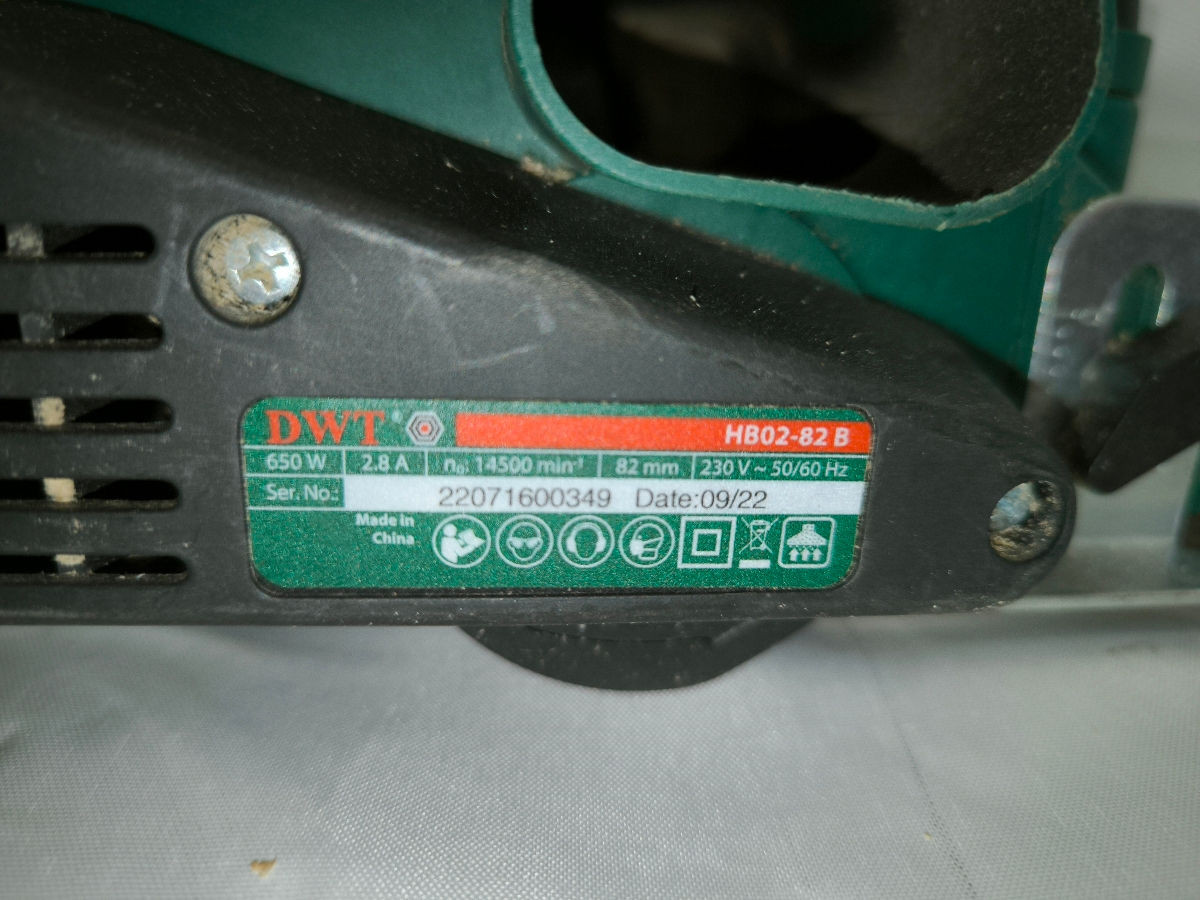 DWT® HB02-82 B
650 W 2.8 A n₀: 14500 min⁻¹ 82 mm 230 V ~ 50/60 Hz
Ser. No.: 22071600349 Date:09/22
Made in
China